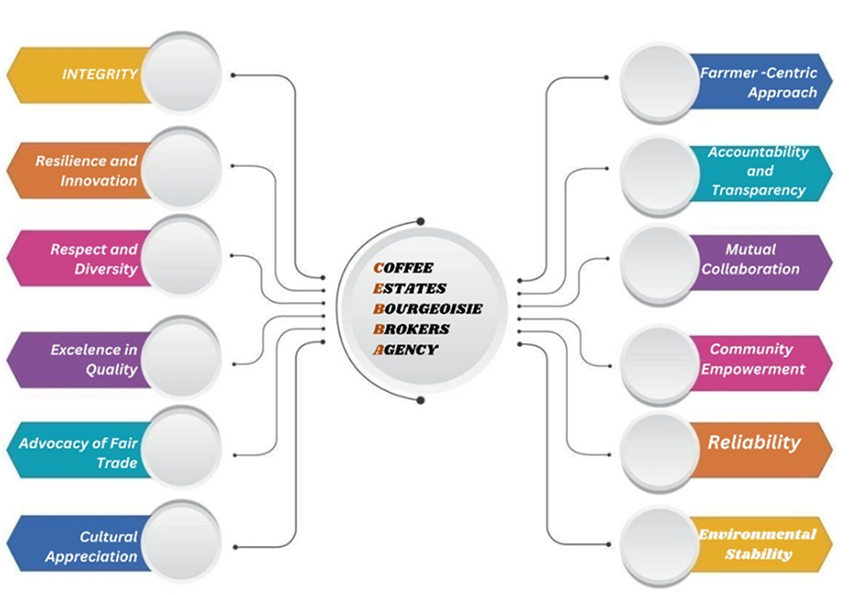 INTEGRITY
Resilience and
Innovation
Respect and
Diversity
Excelence in
Quality
Advocacy of Fair
Trade
Cultural
Appreciation
COFFEE
ESTATES
BOURGEOISIE
BROKERS
AGENCY
Farrmer -Centric
Approach
Accountability
and
Transparency
Mutual
Collaboration
Community
Empowerment
Reliability
Environmental
Stability